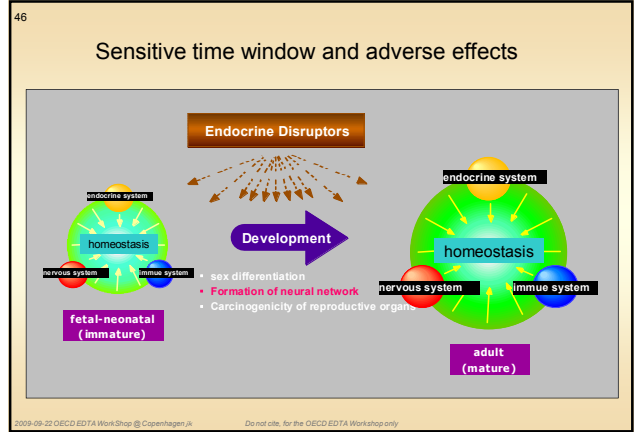 46
Sensitive time window and adverse effects
Endocrine Disruptors
endocrine system
homeostasis
nervous system
immue system
fetal-neonatal
(immature)
Development
• sex differentiation
• Formation of neural network
• Carcinogenicity of reproductive organs
endocrine system
homeostasis
nervous system
immue system
adult
(mature)
2009-09-22 OECD EDTA WorkShop @ Copenhagen jk
Do not cite, for the OECD EDTA Workshop only